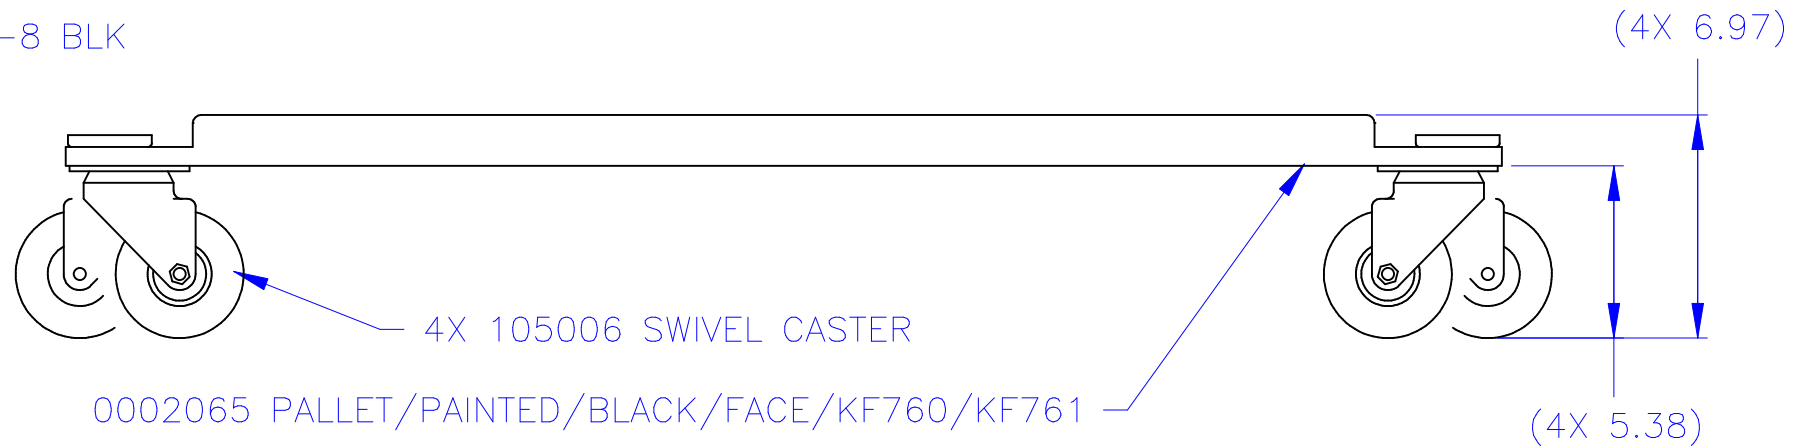 -8 BLK
(4X 6.97)
4X 105006 SWIVEL CASTER
0002065 PALLET/PAINTED/BLACK/FACE/KF760/KF761
(4X 5.38)